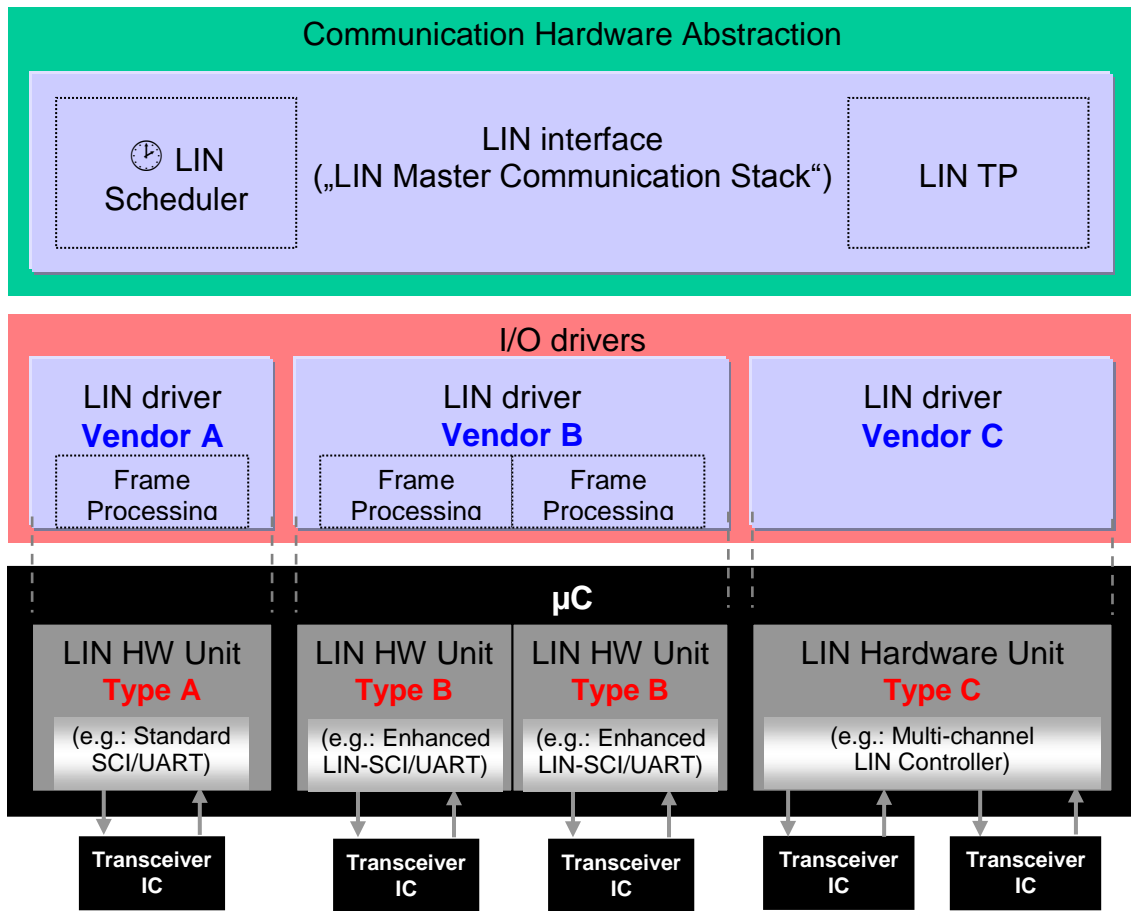 Communication Hardware Abstraction
🕑 LIN
Scheduler
LIN interface
(„LIN Master Communication Stack“)
LIN TP
I/O drivers
LIN driver
Vendor A
Frame
Processing
LIN driver
Vendor B
Frame
Processing
Frame
Processing
LIN driver
Vendor C
µC
LIN HW Unit
Type A
(e.g.: Standard
SCI/UART)
LIN HW Unit
Type B
(e.g.: Enhanced
LIN-SCI/UART)
LIN HW Unit
Type B
(e.g.: Enhanced
LIN-SCI/UART)
LIN Hardware Unit
Type C
(e.g.: Multi-channel
LIN Controller)
Transceiver
IC
Transceiver
IC
Transceiver
IC
Transceiver
IC
Transceiver
IC